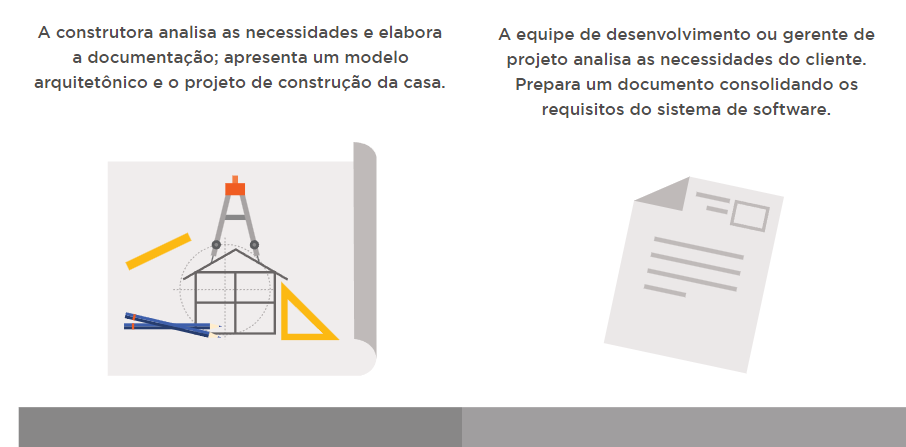 A construtora analisa as necessidades e elabora
a documentação; apresenta um modelo
arquitetônico e o projeto de construção da casa.
A equipe de desenvolvimento ou gerente de
projeto analisa as necessidades do cliente.
Prepara um documento consolidando os
requisitos do sistema de software.